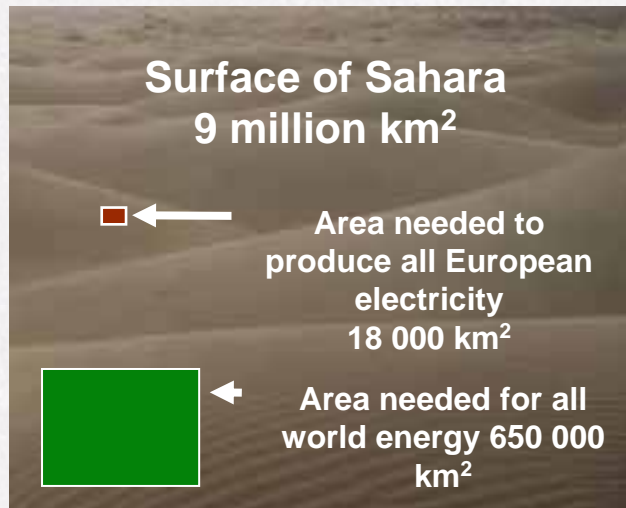 Surface of Sahara
9 million km²
Area needed to
produce all European
electricity
18 000 km²
Area needed for all
world energy 650 000
km²